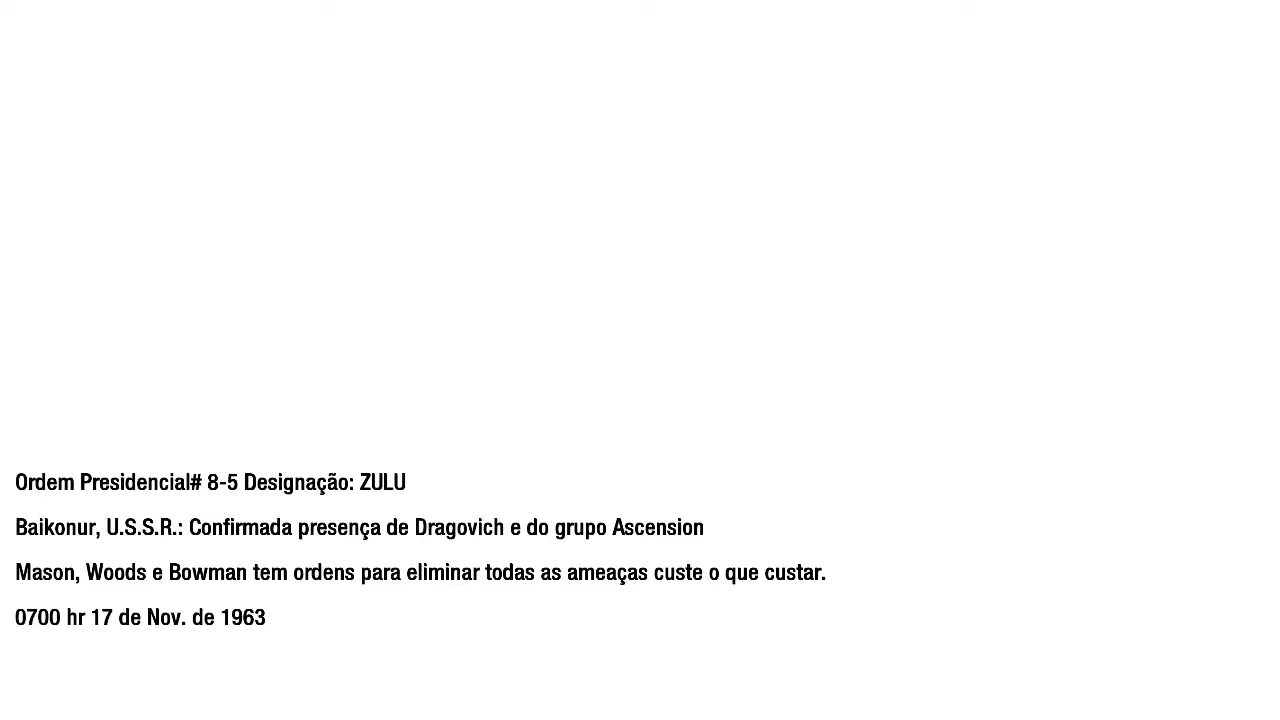 Ordem Presidencial# 8-5 Designação: ZULU
Baikonur, U.S.S.R.: Confirmada presença de Dragovich e do grupo Ascension
Mason, Woods e Bowman tem ordens para eliminar todas as ameaças custe o que custar.
0700 hr 17 de Nov. de 1963